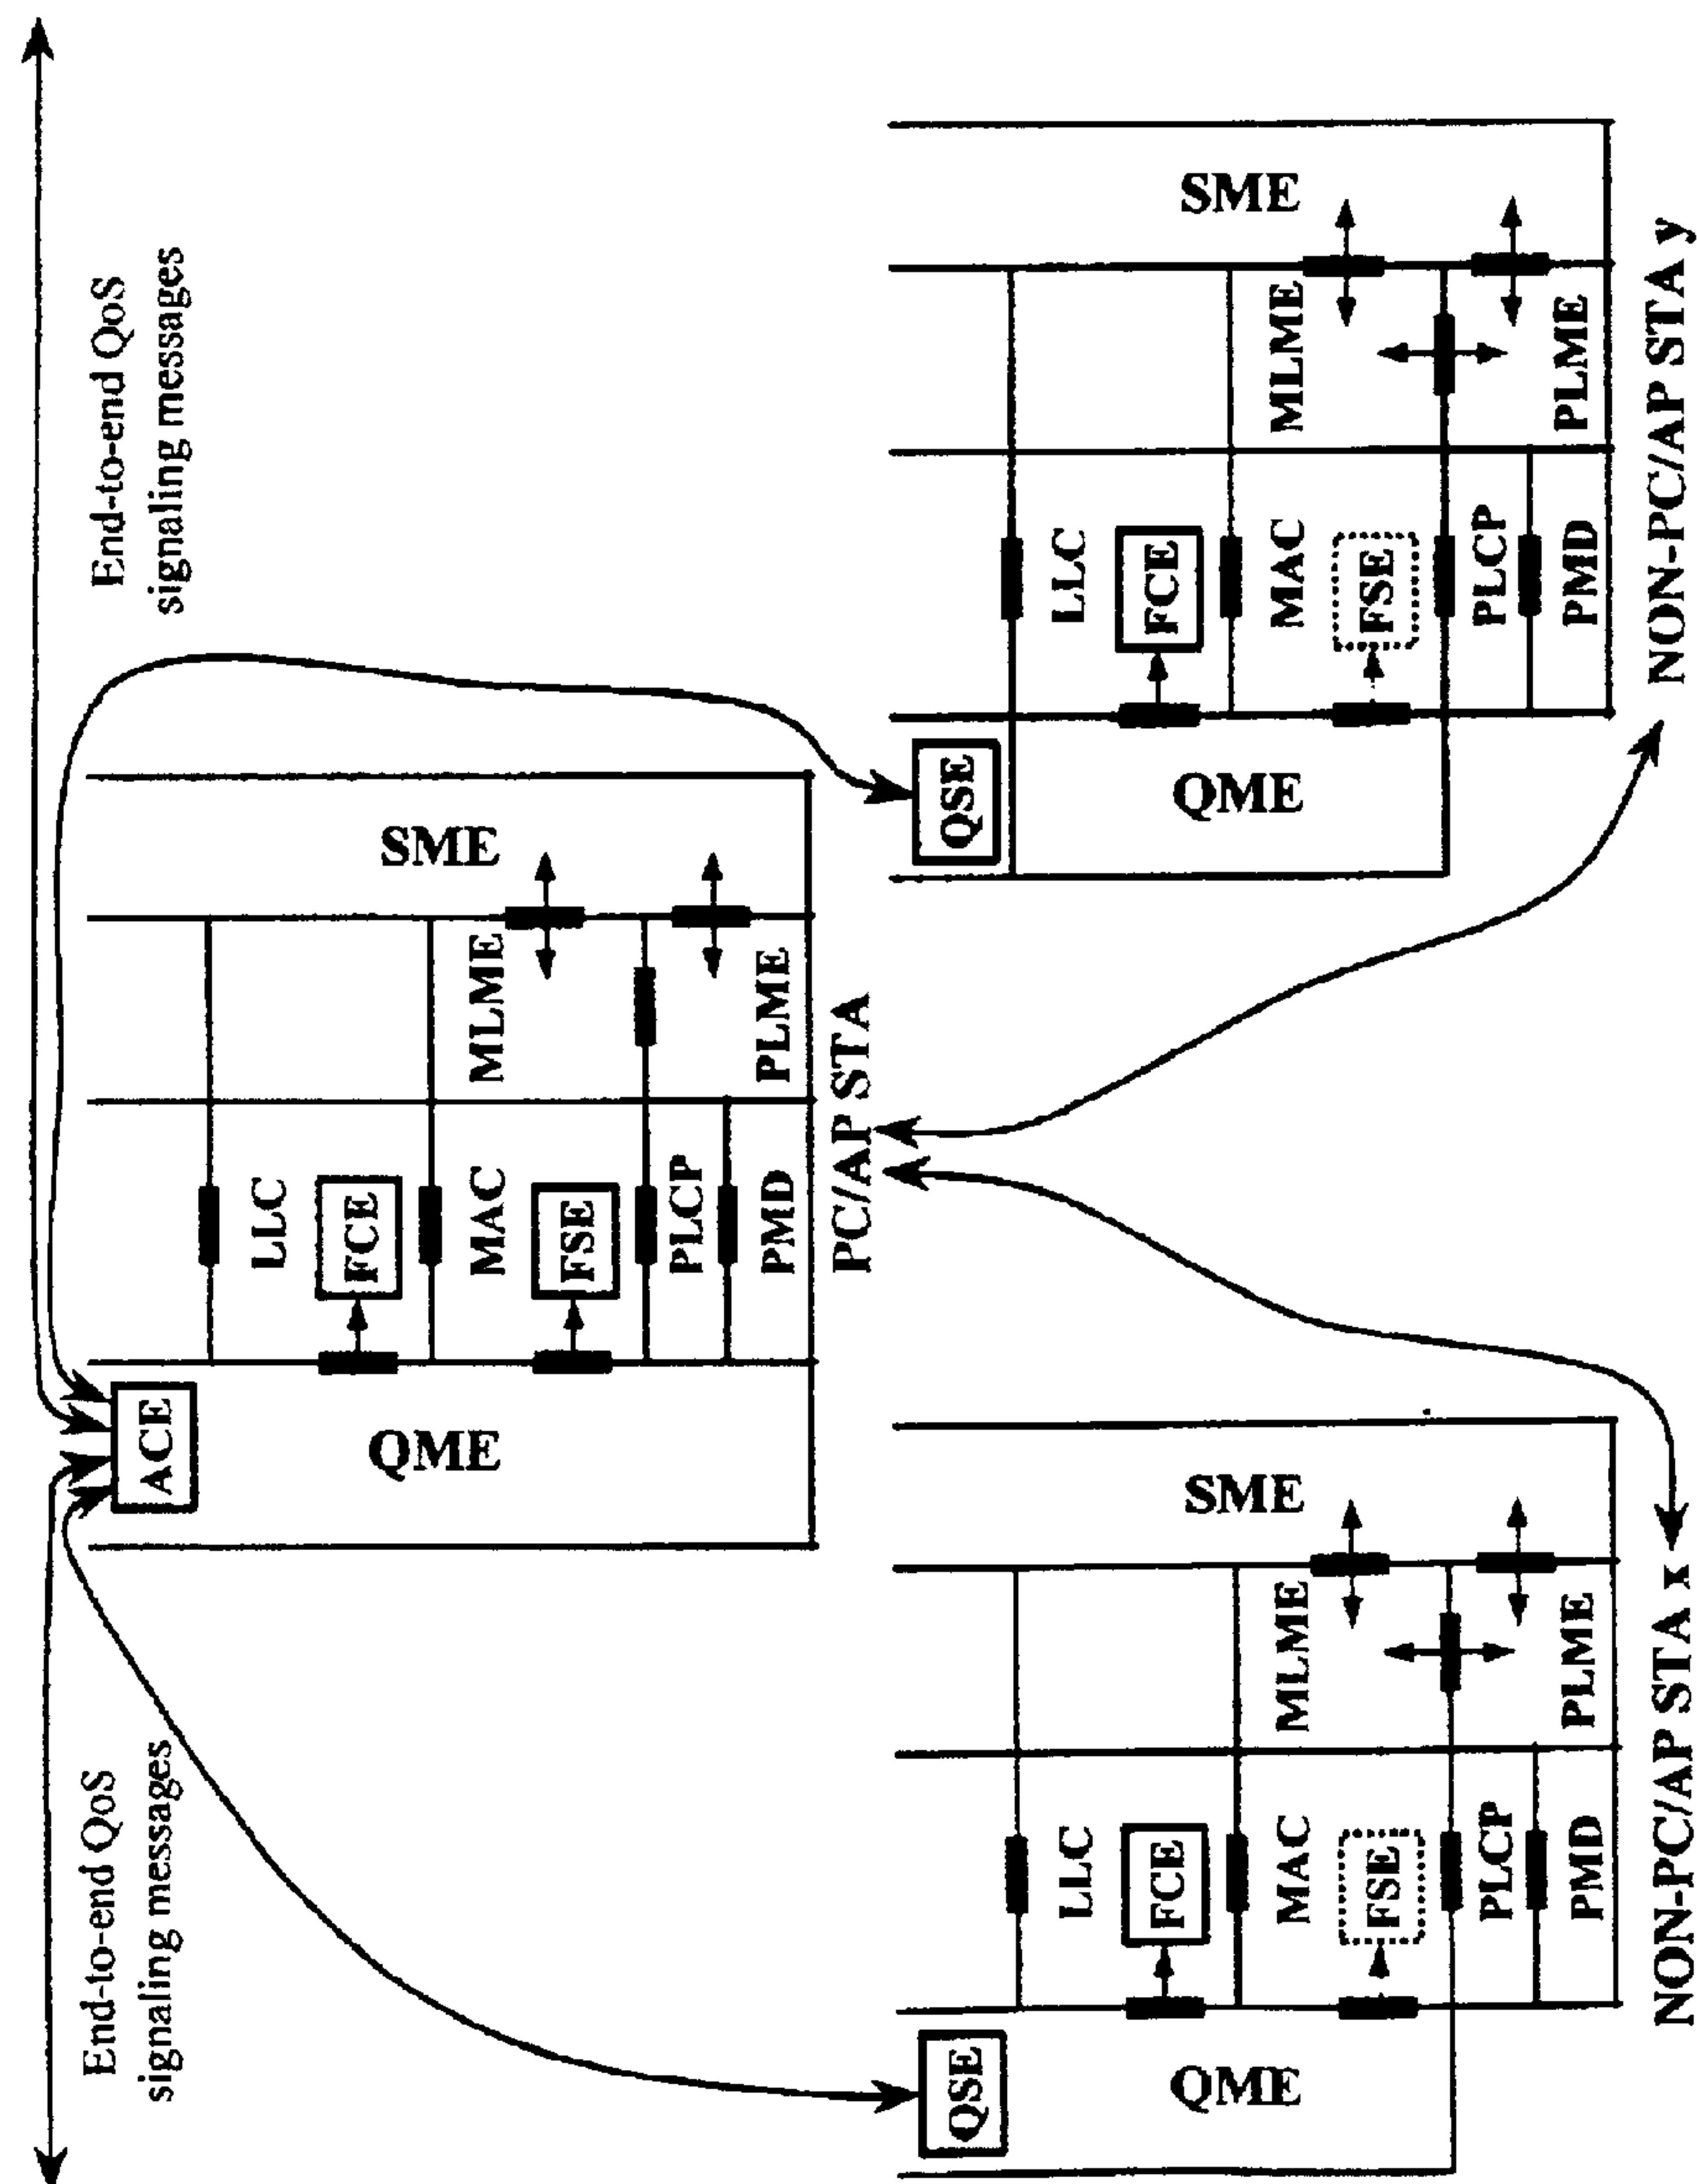 End-to-end QoS
signaling messages
End-to-end QoS
signaling messages
ACE
QME
LLC
FCE
MAC
FSE
PLCP
PMD
MLME
PLME
SME
PC/AP STA
QSE
QME
LLC
FCE
MAC
FSE
PLCP
PMD
MLME
PLME
SME
NON-PC/AP STA x
QSE
QME
LLC
FCE
MAC
FSE
PLCP
PMD
MLME
PLME
SME
NON-PC/AP STA y